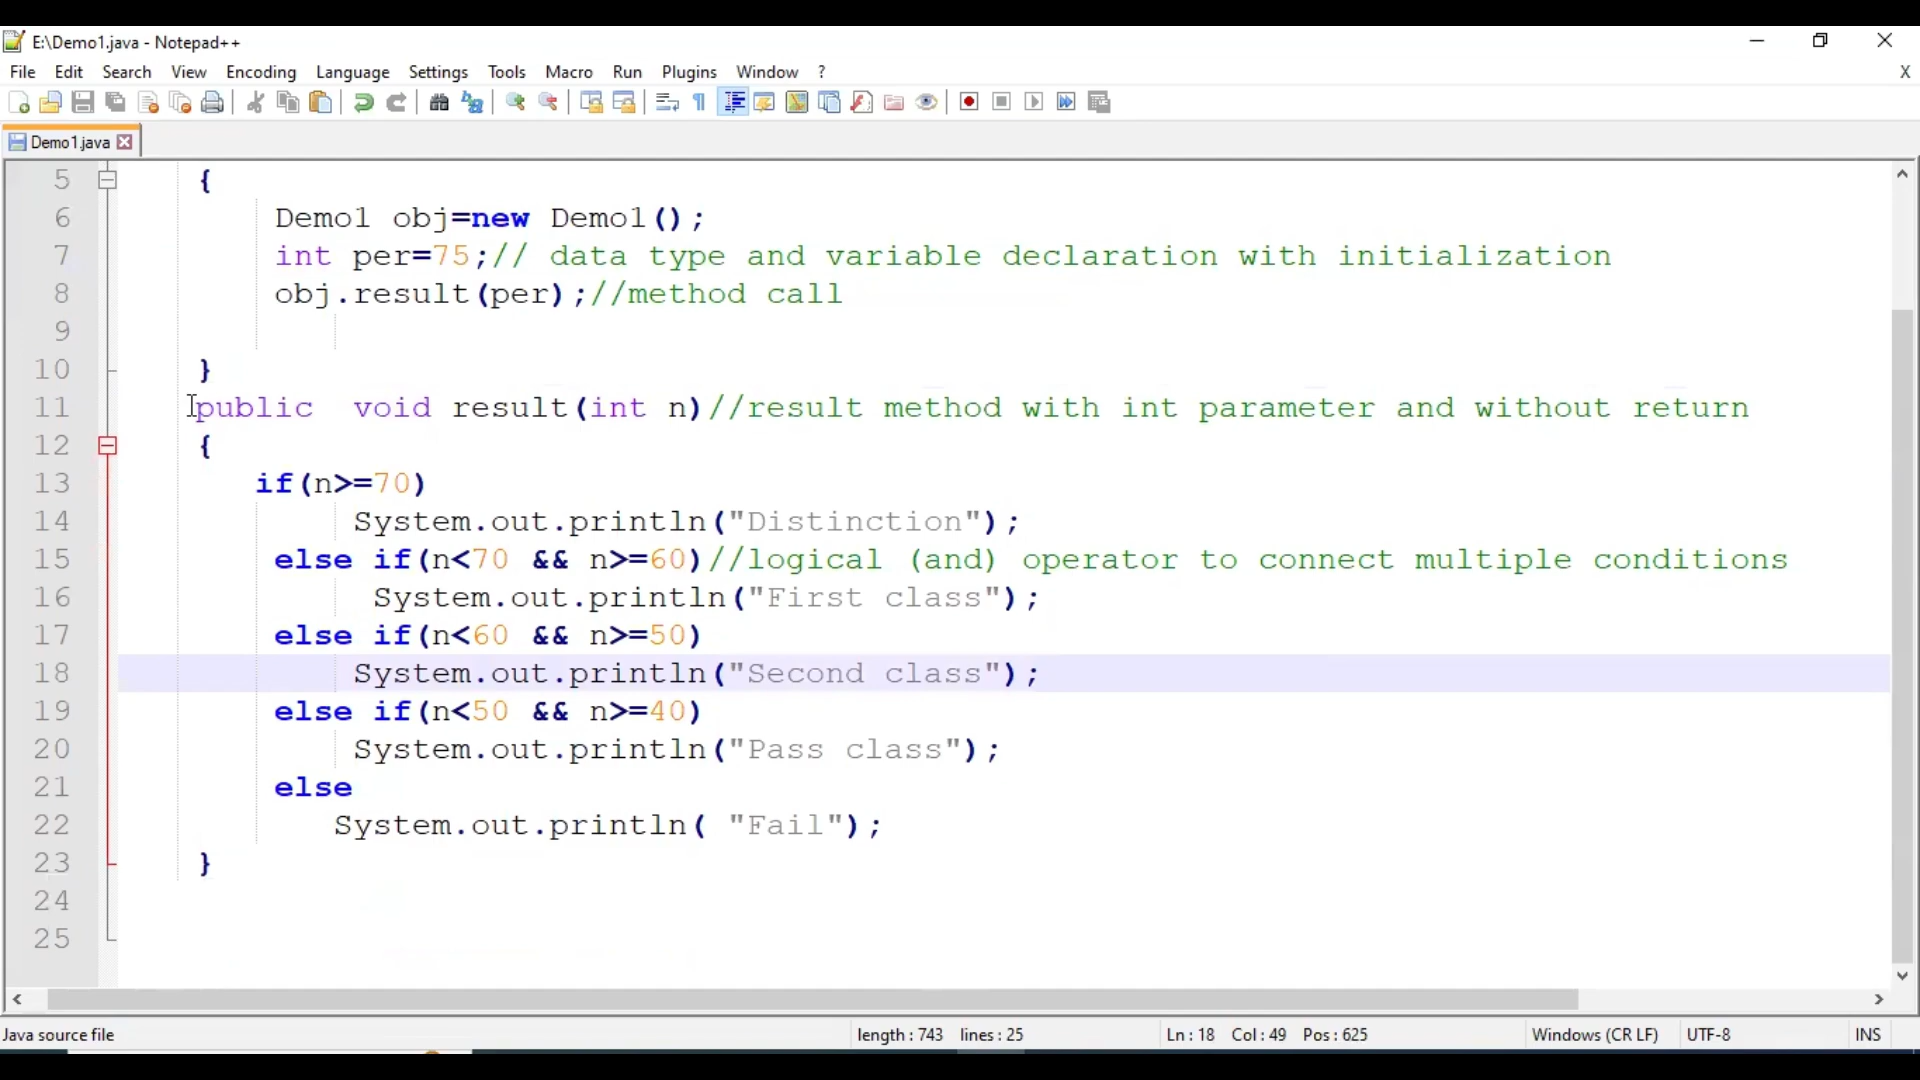 E:\Demo1.java - Notepad++
File Edit Search View Encoding Language Settings Tools Macro Run Plugins Window ? X
Demo1.java
5 {
6 Demo1 obj=new Demo1();
7 int per=75;// data type and variable declaration with initialization
8 obj.result(per);//method call
9
10 }
11 public  void result(int n)//result method with int parameter and without return
12 {
13 if(n>=70)
14 System.out.println("Distinction");
15 else if(n<70 && n>=60)//logical (and) operator to connect multiple conditions
16 System.out.println("First class");
17 else if(n<60 && n>=50)
18 System.out.println("Second class");
19 else if(n<50 && n>=40)
20 System.out.println("Pass class");
21 else
22 System.out.println( "Fail");
23 }
24
25
Java source file length : 743 lines : 25 Ln : 18 Col : 49 Pos : 625 Windows (CR LF) UTF-8 INS